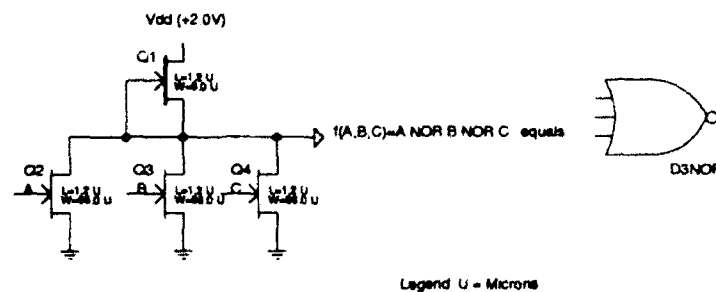 Vdd (+2.0V)
Q1
L=1.2 U
f(A,B,C)=A NOR B NOR C equals
D3NOR
Q2
A
L=1.2 U
Q3
B
L=1.2 U
Q4
C
L=1.2 U
Legend U = Microns